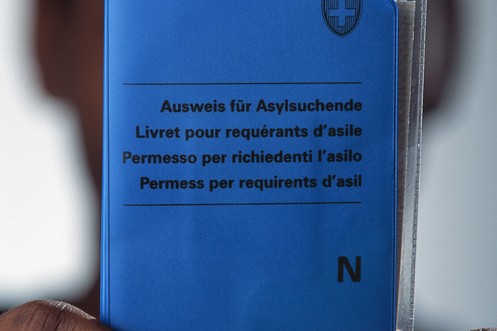 Ausweis für Asylsuchende
Livret pour requérants d'asile
Permesso per richiedenti l'asilo
Permess per requirents d'asil
N